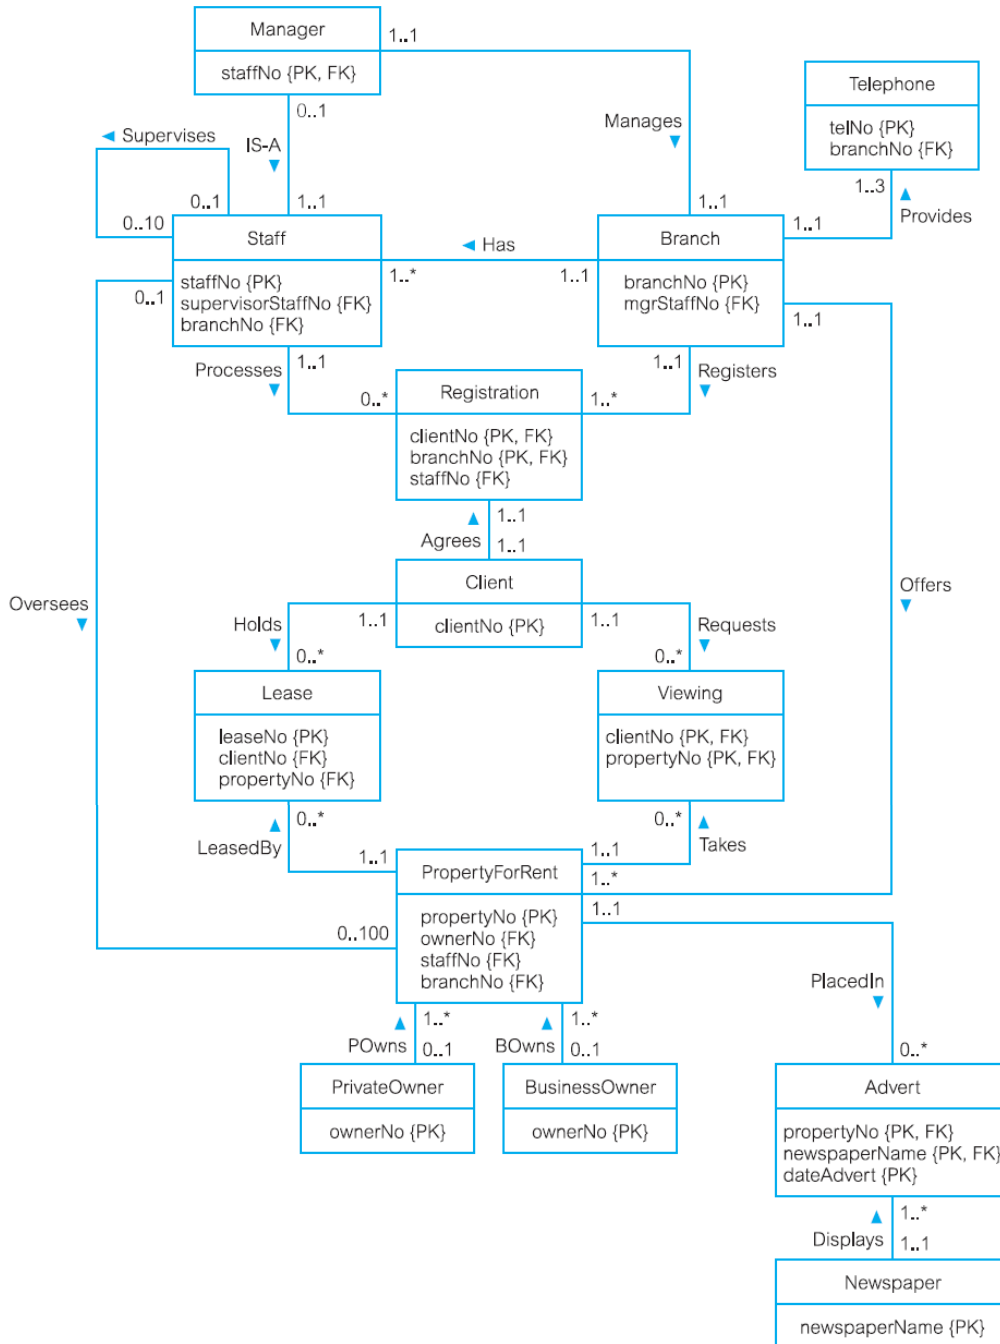 Manager
staffNo {PK, FK}
1..1
0..1
IS-A
1..1
Manages
1..1
Telephone
telNo {PK}
branchNo {FK}
1..3
Provides
1..1
Supervises
0..1
0..10
Staff
staffNo {PK}
supervisorStaffNo {FK}
branchNo {FK}
Has
1..*
1..1
Branch
branchNo {PK}
mgrStaffNo {FK}
0..1
1..1
1..1
Processes
0..*
1..1
Registers
1..*
Registration
clientNo {PK, FK}
branchNo {PK, FK}
staffNo {FK}
1..1
Agrees
1..1
Client
clientNo {PK}
Oversees
Offers
Holds
1..1
0..*
1..1
Requests
0..*
Lease
leaseNo {PK}
clientNo {FK}
propertyNo {FK}
Viewing
clientNo {PK, FK}
propertyNo {PK, FK}
0..*
LeasedBy
1..1
0..*
Takes
1..1
1..*
1..1
PropertyForRent
propertyNo {PK}
ownerNo {FK}
staffNo {FK}
branchNo {FK}
0..100
PlacedIn
0..*
1..*
POwns
0..1
1..*
BOwns
0..1
PrivateOwner
ownerNo {PK}
BusinessOwner
ownerNo {PK}
Advert
propertyNo {PK, FK}
newspaperName {PK, FK}
dateAdvert {PK}
1..*
Displays
1..1
Newspaper
newspaperName {PK}